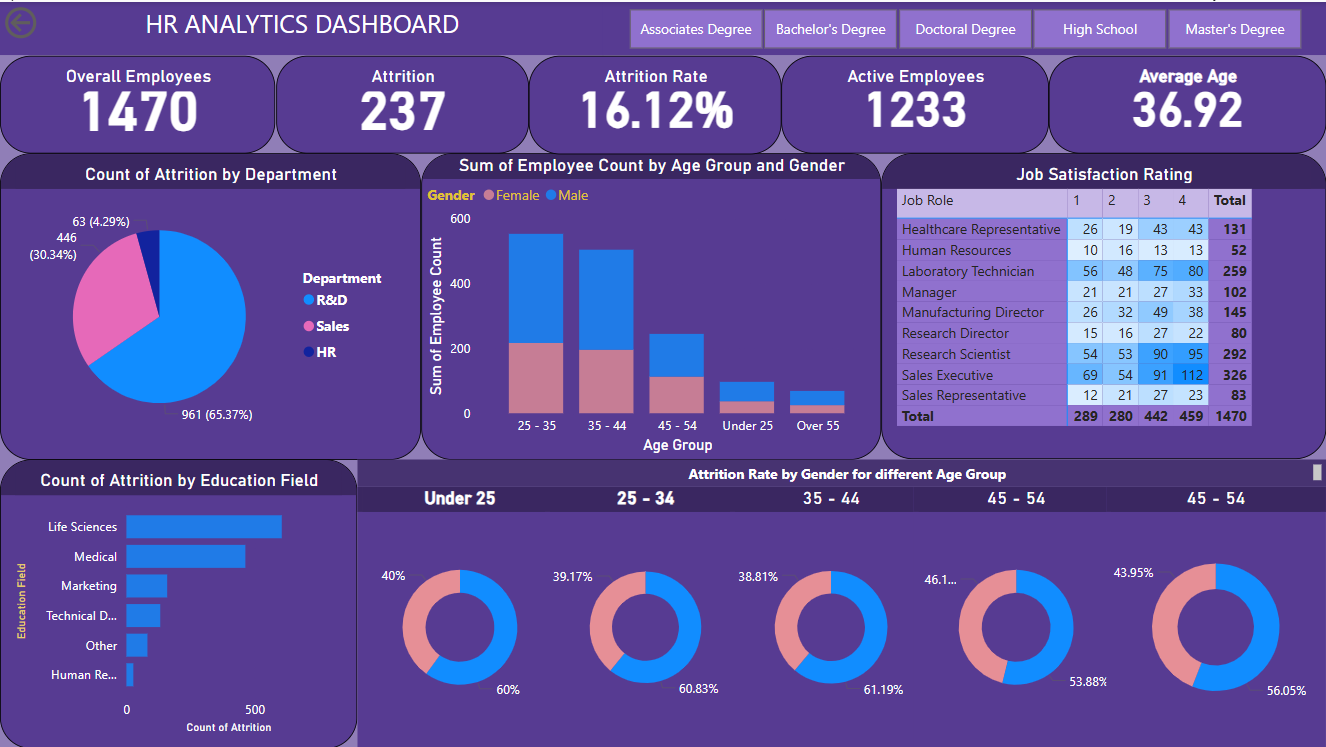 HR ANALYTICS DASHBOARD
Associates Degree
Bachelor's Degree
Doctoral Degree
High School
Master's Degree
Overall Employees
1470
Attrition
237
Attrition Rate
16.12%
Active Employees
1233
Average Age
36.92
Count of Attrition by Department
63 (4.29%)
446
(30.34%)
961 (65.37%)
Department
R&D
Sales
HR
Sum of Employee Count by Age Group and Gender
Gender Female Male
Sum of Employee Count
600
400
200
0
25 - 35 35 - 44 45 - 54 Under 25 Over 55
Age Group
Job Satisfaction Rating
Job Role 1 2 3 4 Total
Healthcare Representative 26 19 43 43 131
Human Resources 10 16 13 13 52
Laboratory Technician 56 48 75 80 259
Manager 21 21 27 33 102
Manufacturing Director 26 32 49 38 145
Research Director 15 16 27 22 80
Research Scientist 54 53 90 95 292
Sales Executive 69 54 91 112 326
Sales Representative 12 21 27 23 83
Total 289 280 442 459 1470
Count of Attrition by Education Field
Education Field
Life Sciences
Medical
Marketing
Technical D...
Other
Human Re...
0 500
Count of Attrition
Attrition Rate by Gender for different Age Group
Under 25 25 - 34 35 - 44 45 - 54 45 - 54
40%
60%
39.17%
60.83%
38.81%
61.19%
46.1...
53.88%
43.95%
56.05%